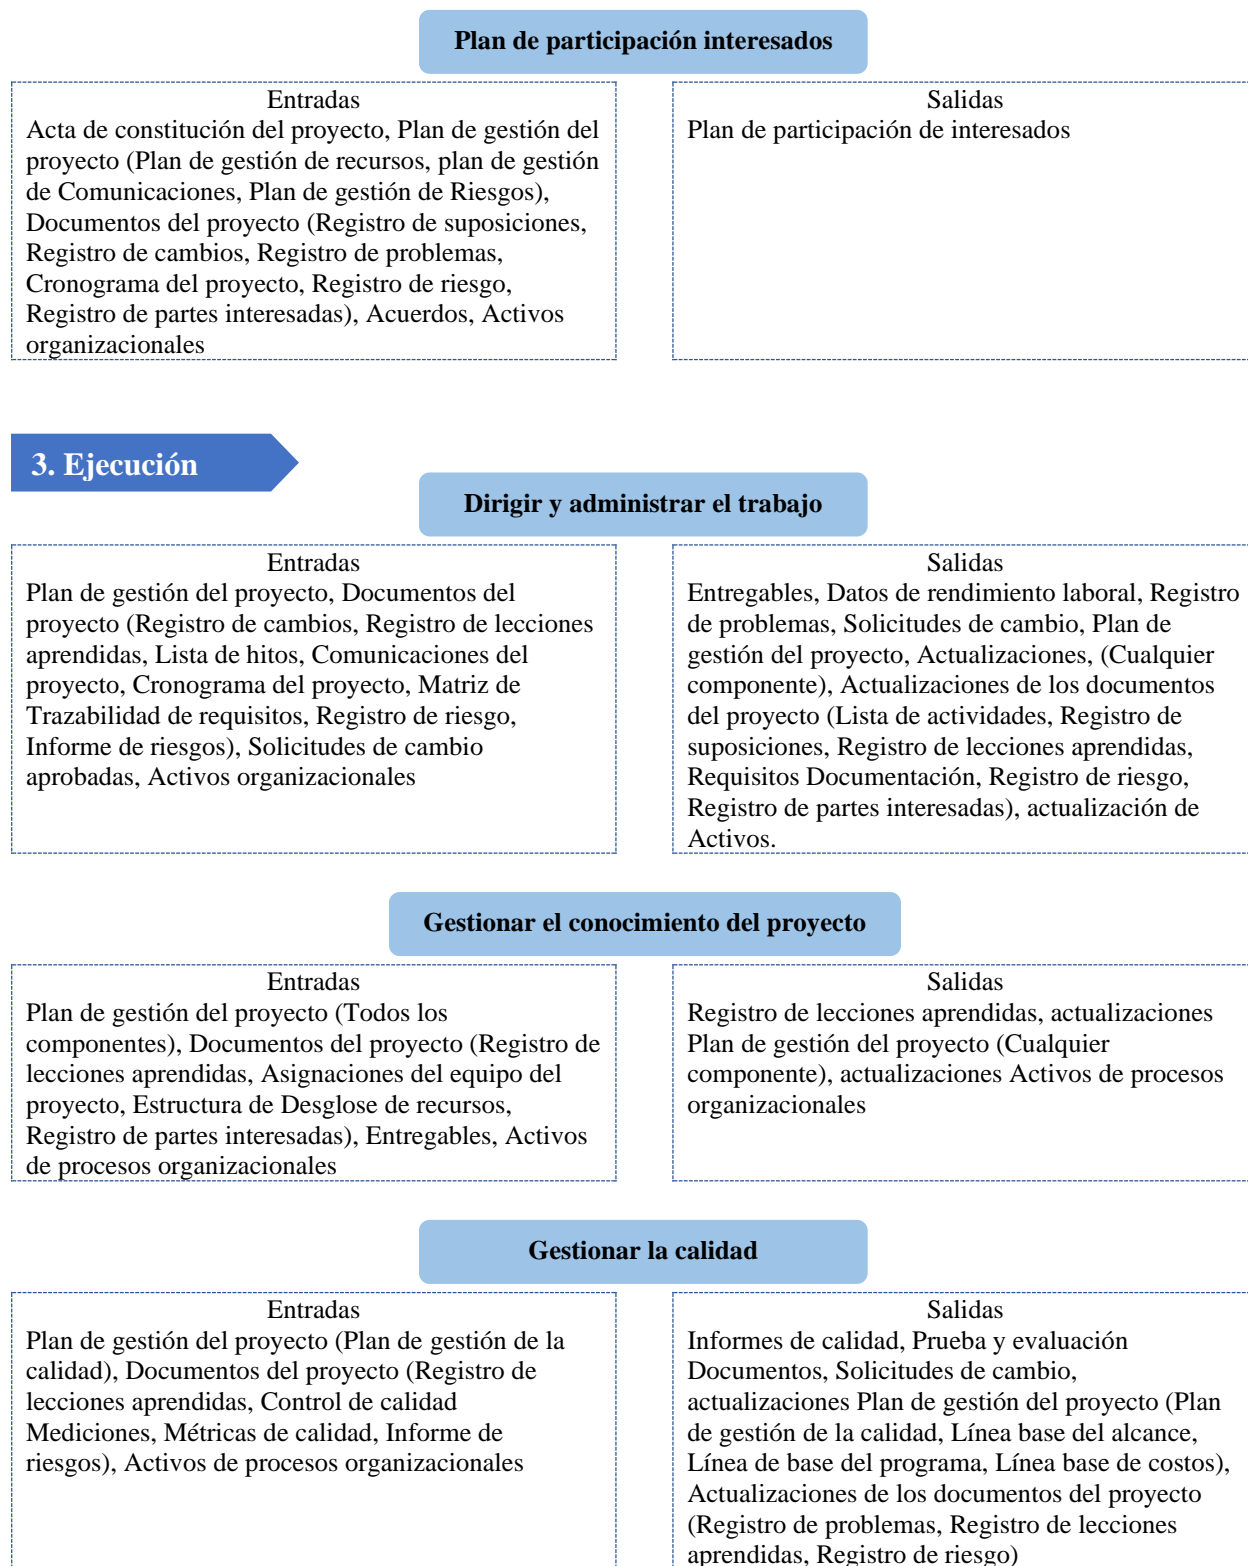 Plan de participación interesados
Entradas
Acta de constitución del proyecto, Plan de gestión del
proyecto (Plan de gestión de recursos, plan de gestión
de Comunicaciones, Plan de gestión de Riesgos),
Documentos del proyecto (Registro de suposiciones,
Registro de cambios, Registro de problemas,
Cronograma del proyecto, Registro de riesgo,
Registro de partes interesadas), Acuerdos, Activos
organizacionales
Salidas
Plan de participación de interesados
3. Ejecución
Dirigir y administrar el trabajo
Entradas
Plan de gestión del proyecto, Documentos del
proyecto (Registro de cambios, Registro de lecciones
aprendidas, Lista de hitos, Comunicaciones del
proyecto, Cronograma del proyecto, Matriz de
Trazabilidad de requisitos, Registro de riesgo,
Informe de riesgos), Solicitudes de cambio
aprobadas, Activos organizacionales
Salidas
Entregables, Datos de rendimiento laboral, Registro
de problemas, Solicitudes de cambio, Plan de
gestión del proyecto, Actualizaciones, (Cualquier
componente), Actualizaciones de los documentos
del proyecto (Lista de actividades, Registro de
suposiciones, Registro de lecciones aprendidas,
Requisitos Documentación, Registro de riesgo,
Registro de partes interesadas), actualización de
Activos.
Gestionar el conocimiento del proyecto
Entradas
Plan de gestión del proyecto (Todos los
componentes), Documentos del proyecto (Registro de
lecciones aprendidas, Asignaciones del equipo del
proyecto, Estructura de Desglose de recursos,
Registro de partes interesadas), Entregables, Activos
de procesos organizacionales
Salidas
Registro de lecciones aprendidas, actualizaciones
Plan de gestión del proyecto (Cualquier
componente), actualizaciones Activos de procesos
organizacionales
Gestionar la calidad
Entradas
Plan de gestión del proyecto (Plan de gestión de la
calidad), Documentos del proyecto (Registro de
lecciones aprendidas, Control de calidad
Mediciones, Métricas de calidad, Informe de
riesgos), Activos de procesos organizacionales
Salidas
Informes de calidad, Prueba y evaluación
Documentos, Solicitudes de cambio,
actualizaciones Plan de gestión del proyecto (Plan
de gestión de la calidad, Línea base del alcance,
Línea de base del programa, Línea base de costos),
Actualizaciones de los documentos del proyecto
(Registro de problemas, Registro de lecciones
aprendidas, Registro de riesgo)